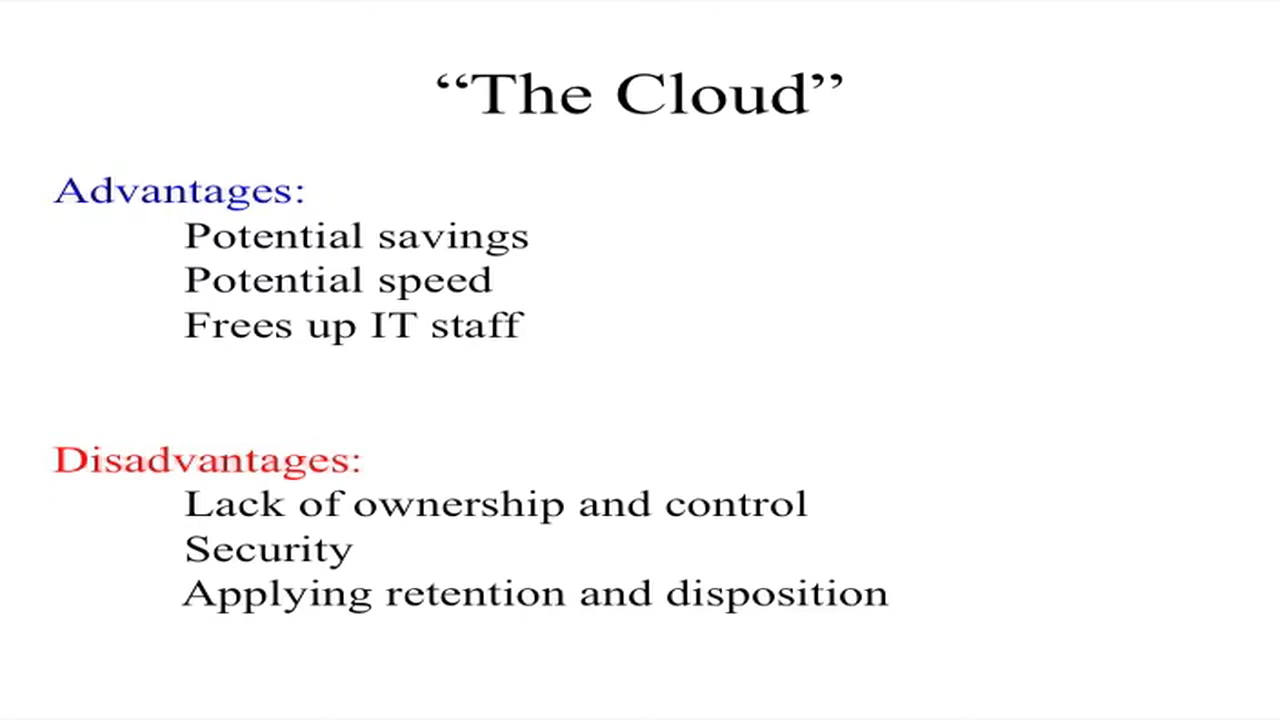 “The Cloud”
Advantages:
Potential savings
Potential speed
Frees up IT staff
Disadvantages:
Lack of ownership and control
Security
Applying retention and disposition